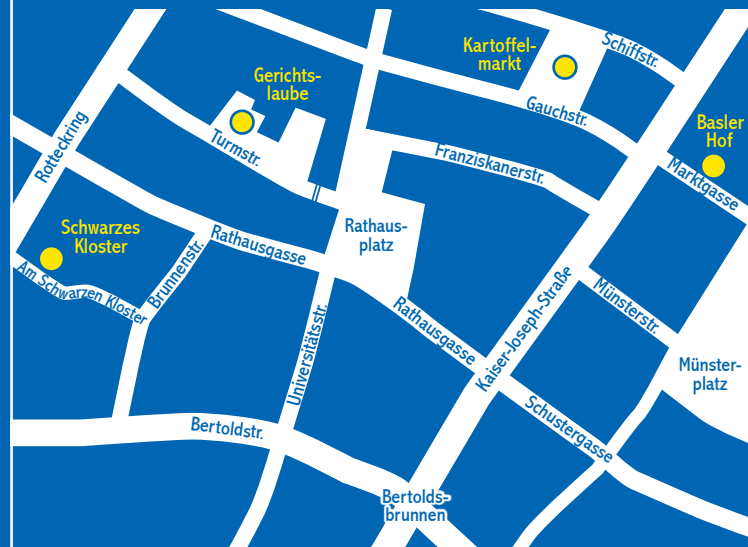 Kartoffel-
markt
Schiffstr.
Gerichts-
laube
Gauchstr.
Basler
Hof
Rotteckring
Turmstr.
Franziskanerstr.
Marktgasse
Schwarzes
Kloster
Rathausgasse
Rathaus-
platz
Am Schwarzen Kloster
Brunnenstr.
Universitätsstr.
Rathausgasse
Kaiser-Joseph-Straße
Münsterstr.
Münster-
platz
Schustergasse
Bertoldstr.
Bertolds-
brunnen